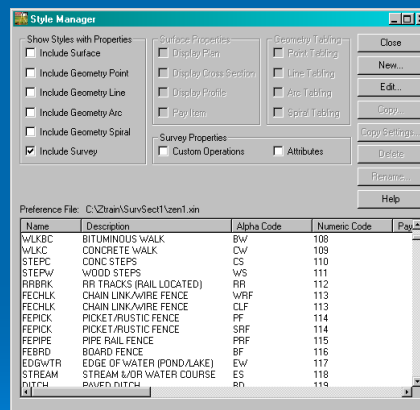 Style Manager
Show Styles with Properties
Include Surface
Include Geometry Point
Include Geometry Line
Include Geometry Arc
Include Geometry Spiral
Include Survey
Surface Properties
Display Plan
Display Cross Section
Display Profile
Pay Item
Geometry Tabling
Point Tabling
Line Tabling
Arc Tabling
Spiral Tabling
Survey Properties
Custom Operations
Attributes
Close
New...
Edit...
Copy...
Copy Settings...
Delete
Rename...
Help
Preference File: C:\Ztrain\SurvSect1\zen1.xin
Name Description Alpha Code Numeric Code Pay
WLKBC BITUMINOUS WALK BW 108
WLKC CONCRETE WALK CW 109
STEPC CONC STEPS CS 110
STEPW WOOD STEPS WS 111
RRBRK RR TRACKS (RAIL LOCATED) RR 112
FECHLK CHAIN LINK/WIRE FENCE WRF 113
FECHLK CHAIN LINK/WIRE FENCE CLF 113
FEPICK PICKET/RUSTIC FENCE PF 114
FEPICK PICKET/RUSTIC FENCE SRF 114
FEPIPE PIPE RAIL FENCE PRF 115
FEBRD BOARD FENCE BF 116
EDGWTR EDGE OF WATER (POND/LAKE) EW 117
STREAM STREAM &/OR WATER COURSE ES 118
DITCH PAVED DITCH PD 119